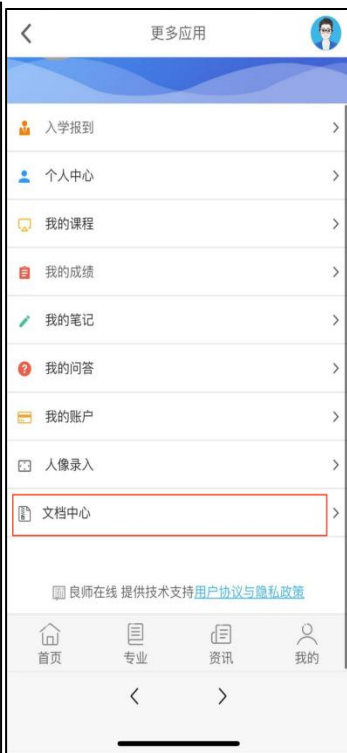 更多应用
入学报到
个人中心
我的课程
我的成绩
我的笔记
我的问答
我的账户
人像录入
文档中心
良师在线 提供技术支持用户协议与隐私政策
首页 专业 资讯 我的